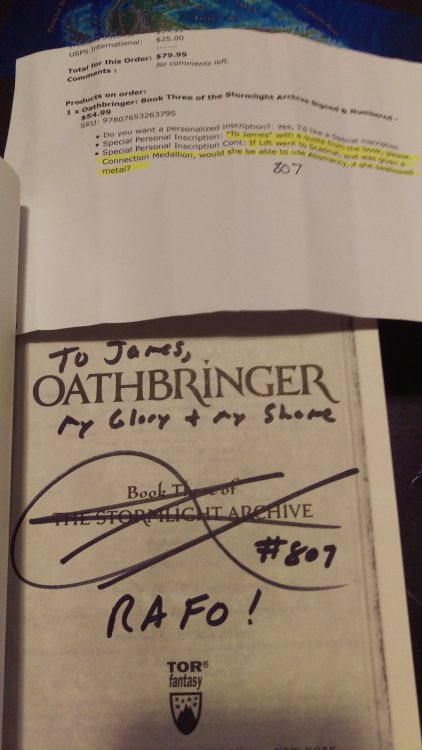 USPS International: $25.00
------
Total for this Order: $79.99
Comments : No comments left.
Products on order:
1 x Oathbringer: Book Three of the Stormlight Archive Signed & Numbered -
$54.99
SKU: 9780765326379S
• Do you want a personalized inscription?: Yes, I'd like a Special Inscription
• Special Personal Inscription: "To James" with a quote from the book, please.
• Special Personal Inscription Cont: If Lift went to Scadrial, and was given a
Connection Medallion, would she be able to use Allomancy, if she swallowed
metal?
807
To James,
OATHBRINGER
my Glory + my Shame
Book Three of
THE STORMLIGHT ARCHIVE
#807
RAFO!
TOR®
fantasy
NEW YORK